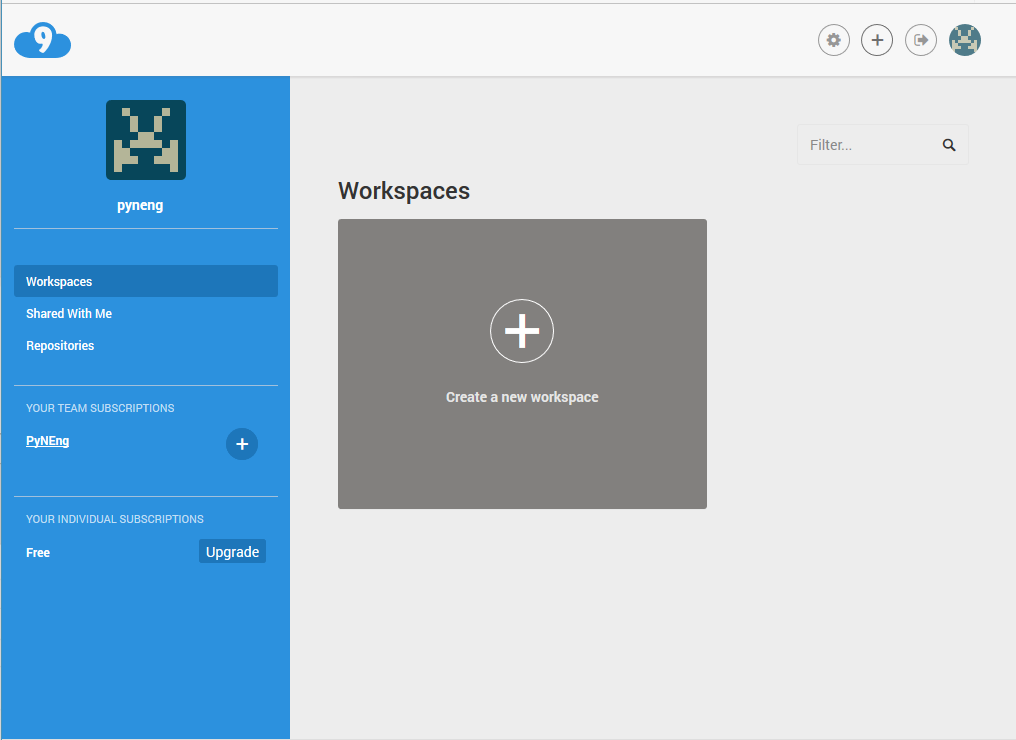 9
Filter...
pyneng
Workspaces
Workspaces
Shared With Me
Repositories
Create a new workspace
YOUR TEAM SUBSCRIPTIONS
PyNEng
YOUR INDIVIDUAL SUBSCRIPTIONS
Free
Upgrade